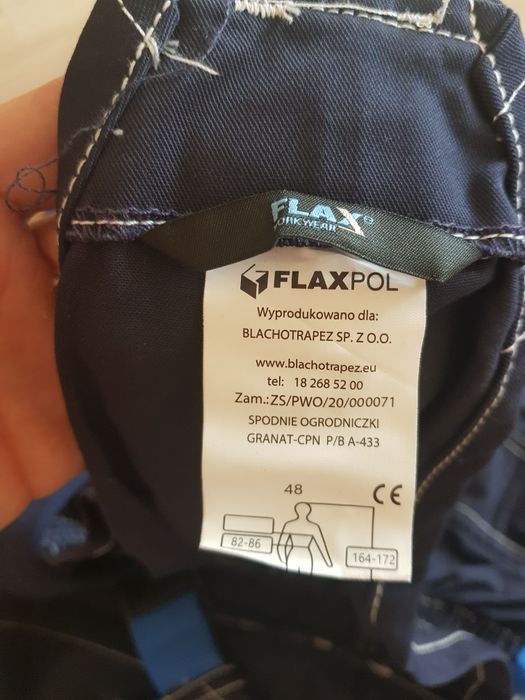 FLAX®
WORKWEAR
FLAXPOL
Wyprodukowano dla:
BLACHOTRAPEZ SP. Z O.O.
www.blachotrapez.eu
tel: 18 268 52 00
Zam.:ZS/PWO/20/000071
SPODNIE OGRODNICZKI
GRANAT-CPN P/B A-433
48
CE
82-86
164-172